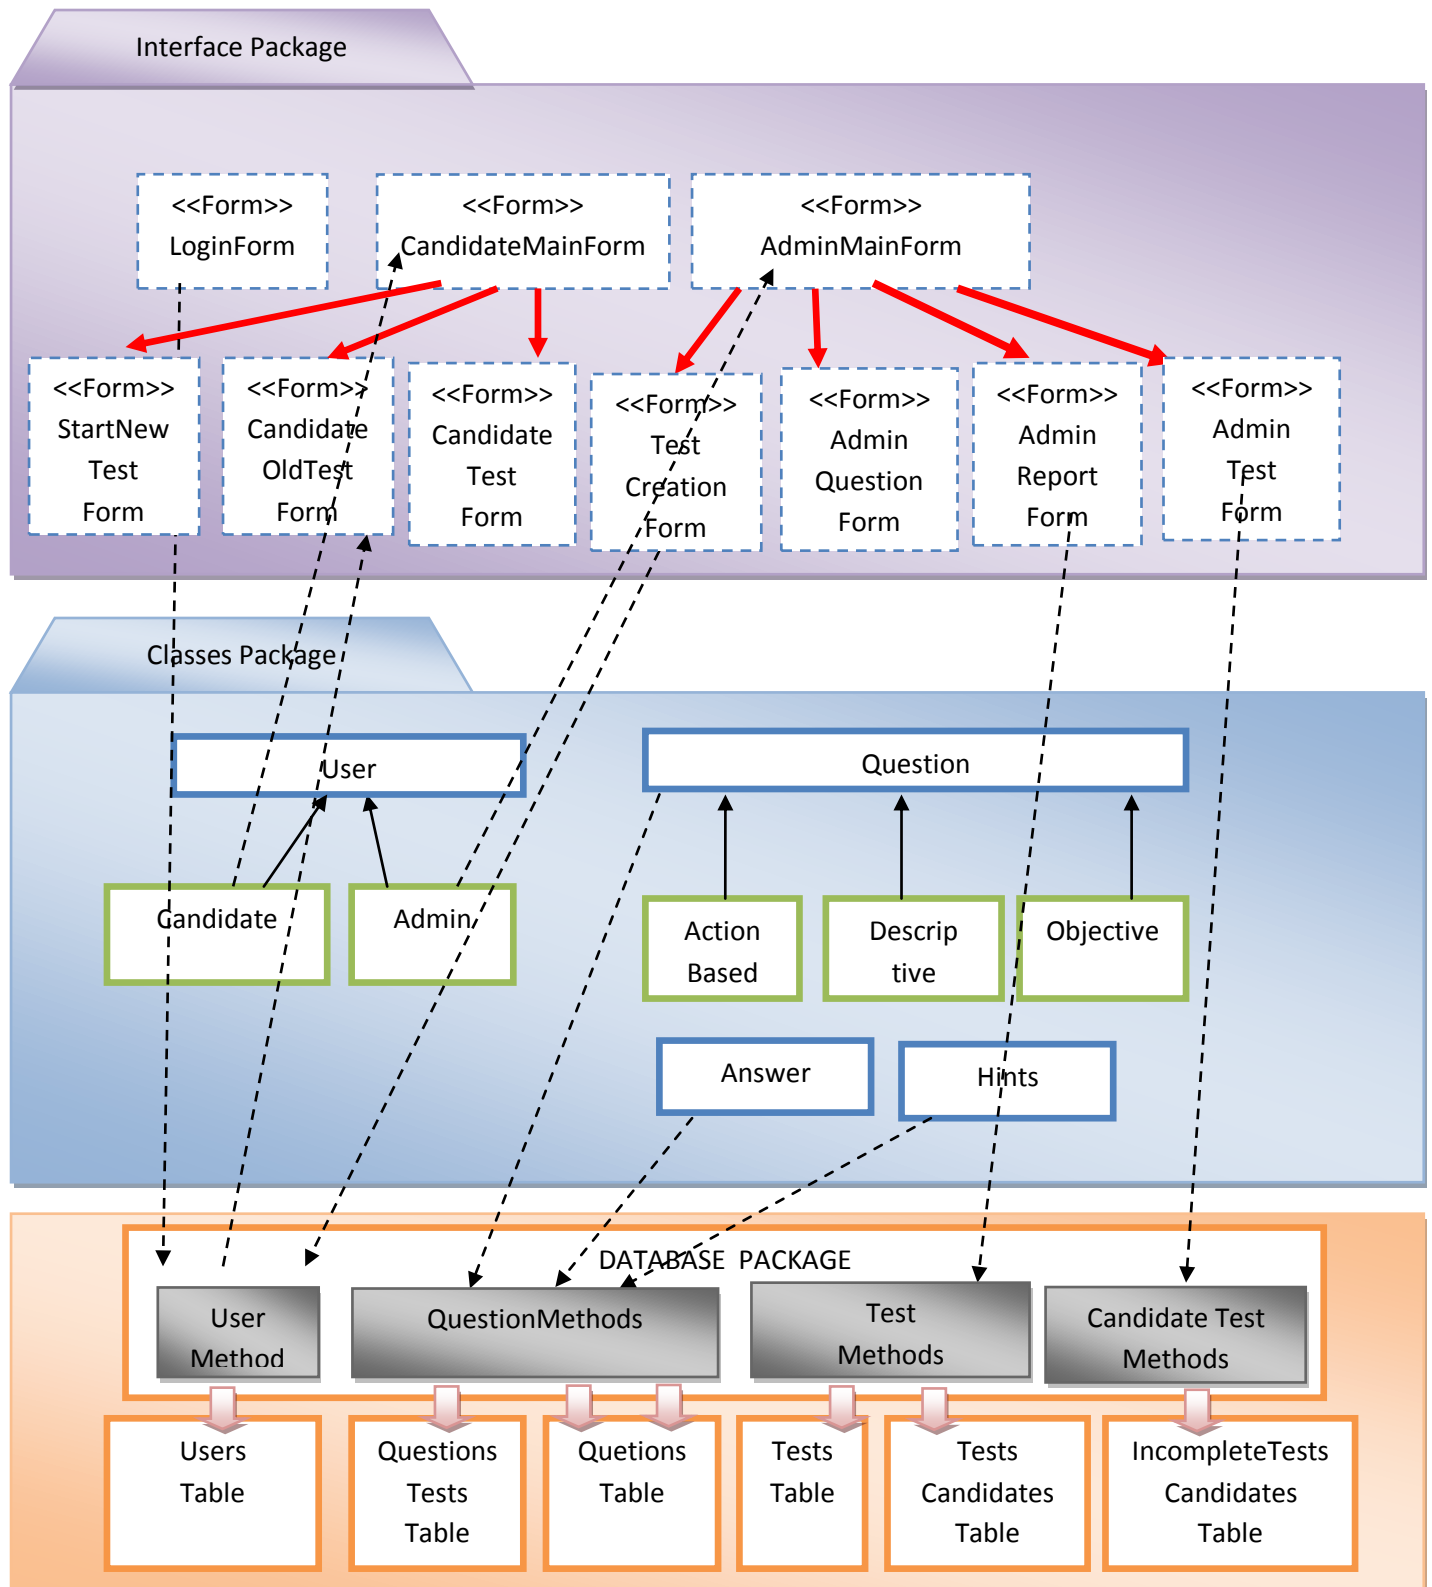 Interface Package
<<Form>>
LoginForm
<<Form>>
CandidateMainForm
<<Form>>
AdminMainForm
<<Form>>
StartNew
Test
Form
<<Form>>
Candidate
OldTest
Form
<<Form>>
Candidate
Test
Form
<<Form>>
Test
Creation
Form
<<Form>>
Admin
Question
Form
<<Form>>
Admin
Report
Form
<<Form>>
Admin
Test
Form
Classes Package
User
Question
Candidate
Admin
Action
Based
Descrip
tive
Objective
Answer
Hints
DATABASE PACKAGE
User
Method
QuestionMethods
Test
Methods
Candidate Test
Methods
Users
Table
Questions
Tests
Table
Quetions
Table
Tests
Table
Tests
Candidates
Table
IncompleteTests
Candidates
Table